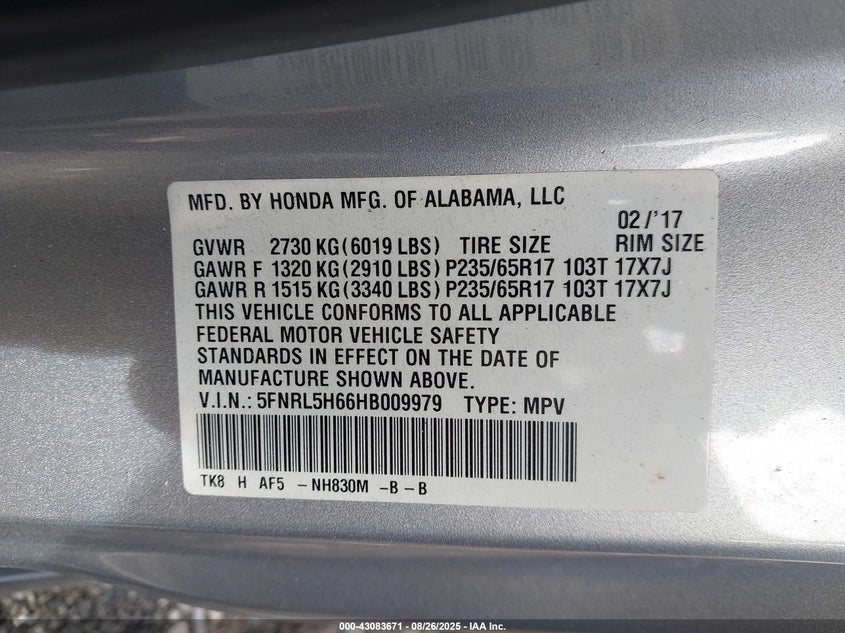 MFD. BY HONDA MFG. OF ALABAMA, LLC
02/'17
GVWR 2730 KG(6019 LBS) TIRE SIZE RIM SIZE
GAWR F 1320 KG(2910 LBS)P235/65R17 103T 17X7J
GAWR R 1515 KG(3340 LBS)P235/65R17 103T 17X7J
THIS VEHICLE CONFORMS TO ALL APPLICABLE
FEDERAL MOTOR VEHICLE SAFETY
STANDARDS IN EFFECT ON THE DATE OF
MANUFACTURE SHOWN ABOVE.
V.I.N.: 5FNRL5H66HB009979 TYPE: MPV
TK8 H AF5 -NH830M -B -B
000-43083671 - 08/26/2025 - IAA Inc.